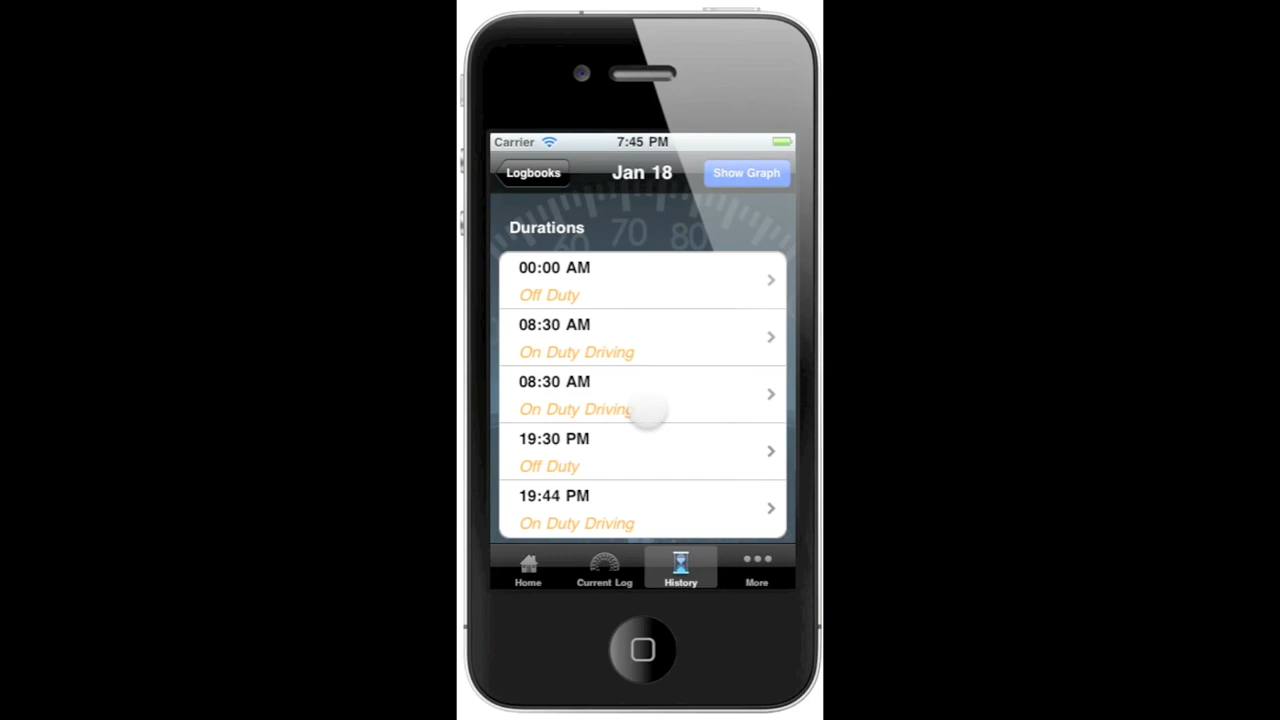 Carrier 7:45 PM
Logbooks Jan 18 Show Graph
60 70 80
Durations
00:00 AM
Off Duty
08:30 AM
On Duty Driving
08:30 AM
On Duty Driving
19:30 PM
Off Duty
19:44 PM
On Duty Driving
Home Current Log History More